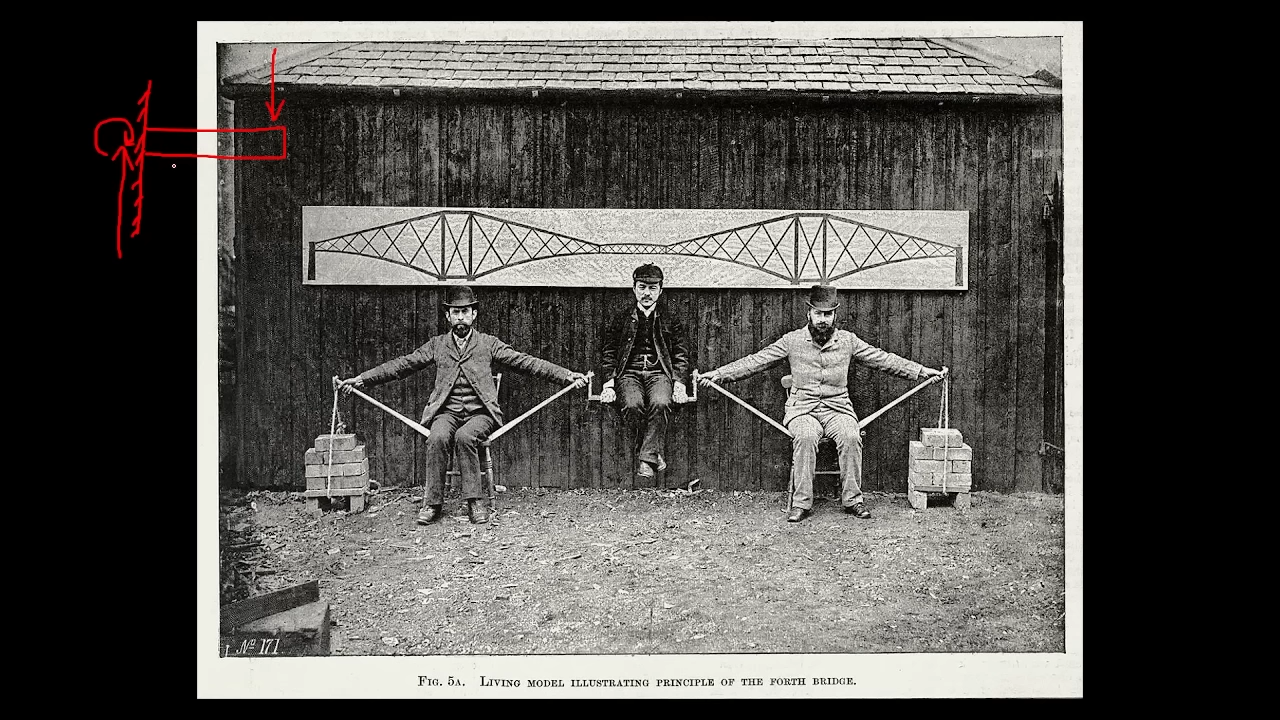 I Nº 171
FIG. 5A. LIVING MODEL ILLUSTRATING PRINCIPLE OF THE FORTH BRIDGE.